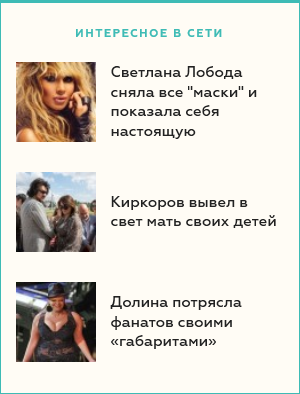 ИНТЕРЕСНОЕ В СЕТИ
Светлана Лобода
сняла все "маски" и
показала себя
настоящую
Киркоров вывел в
свет мать своих детей
Долина потрясла
фанатов своими
«габаритами»